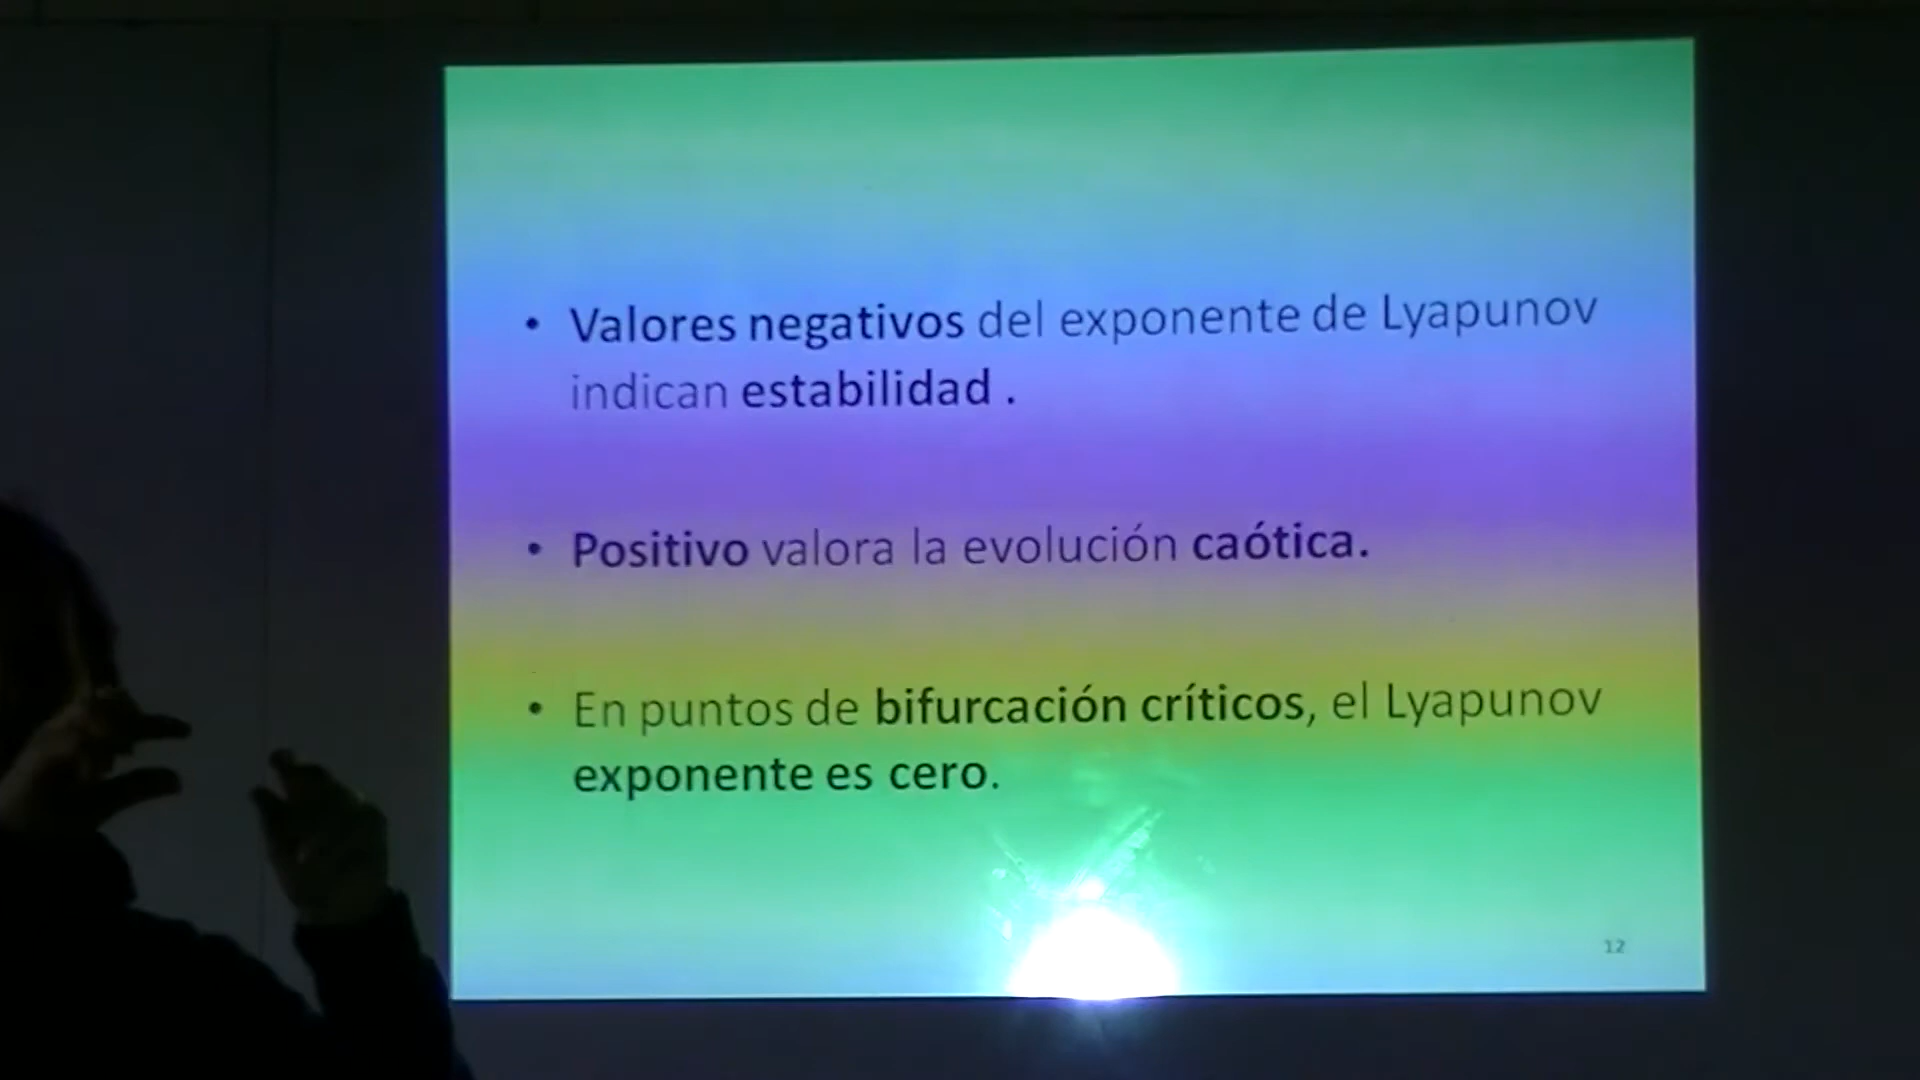 • Valores negativos del exponente de Lyapunov
indican estabilidad .
• Positivo valora la evolución caótica.
• En puntos de bifurcación críticos, el Lyapunov
exponente es cero.
12